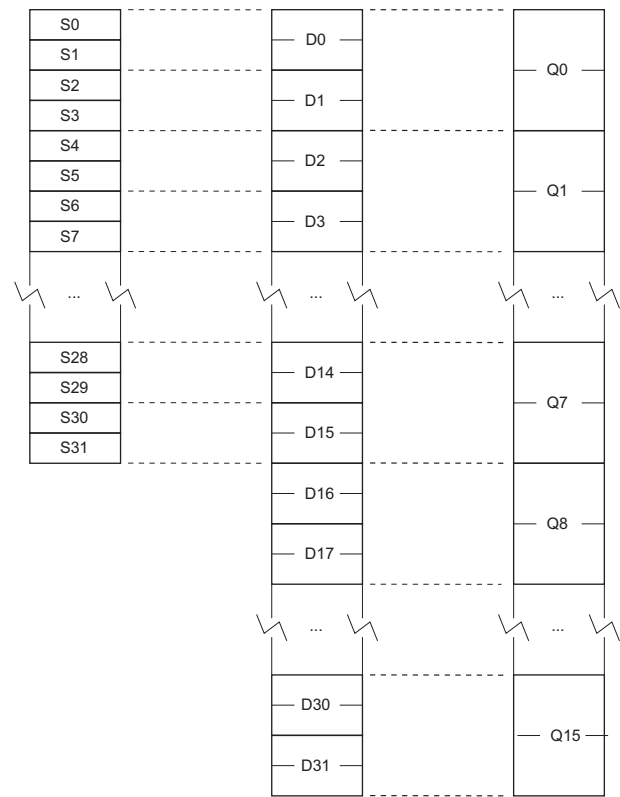 S0
S1
S2
S3
S4
S5
S6
S7
...
S28
S29
S30
S31
D0
D1
D2
D3
...
D14
D15
D16
D17
...
D30
D31
Q0
Q1
...
Q7
Q8
...
Q15